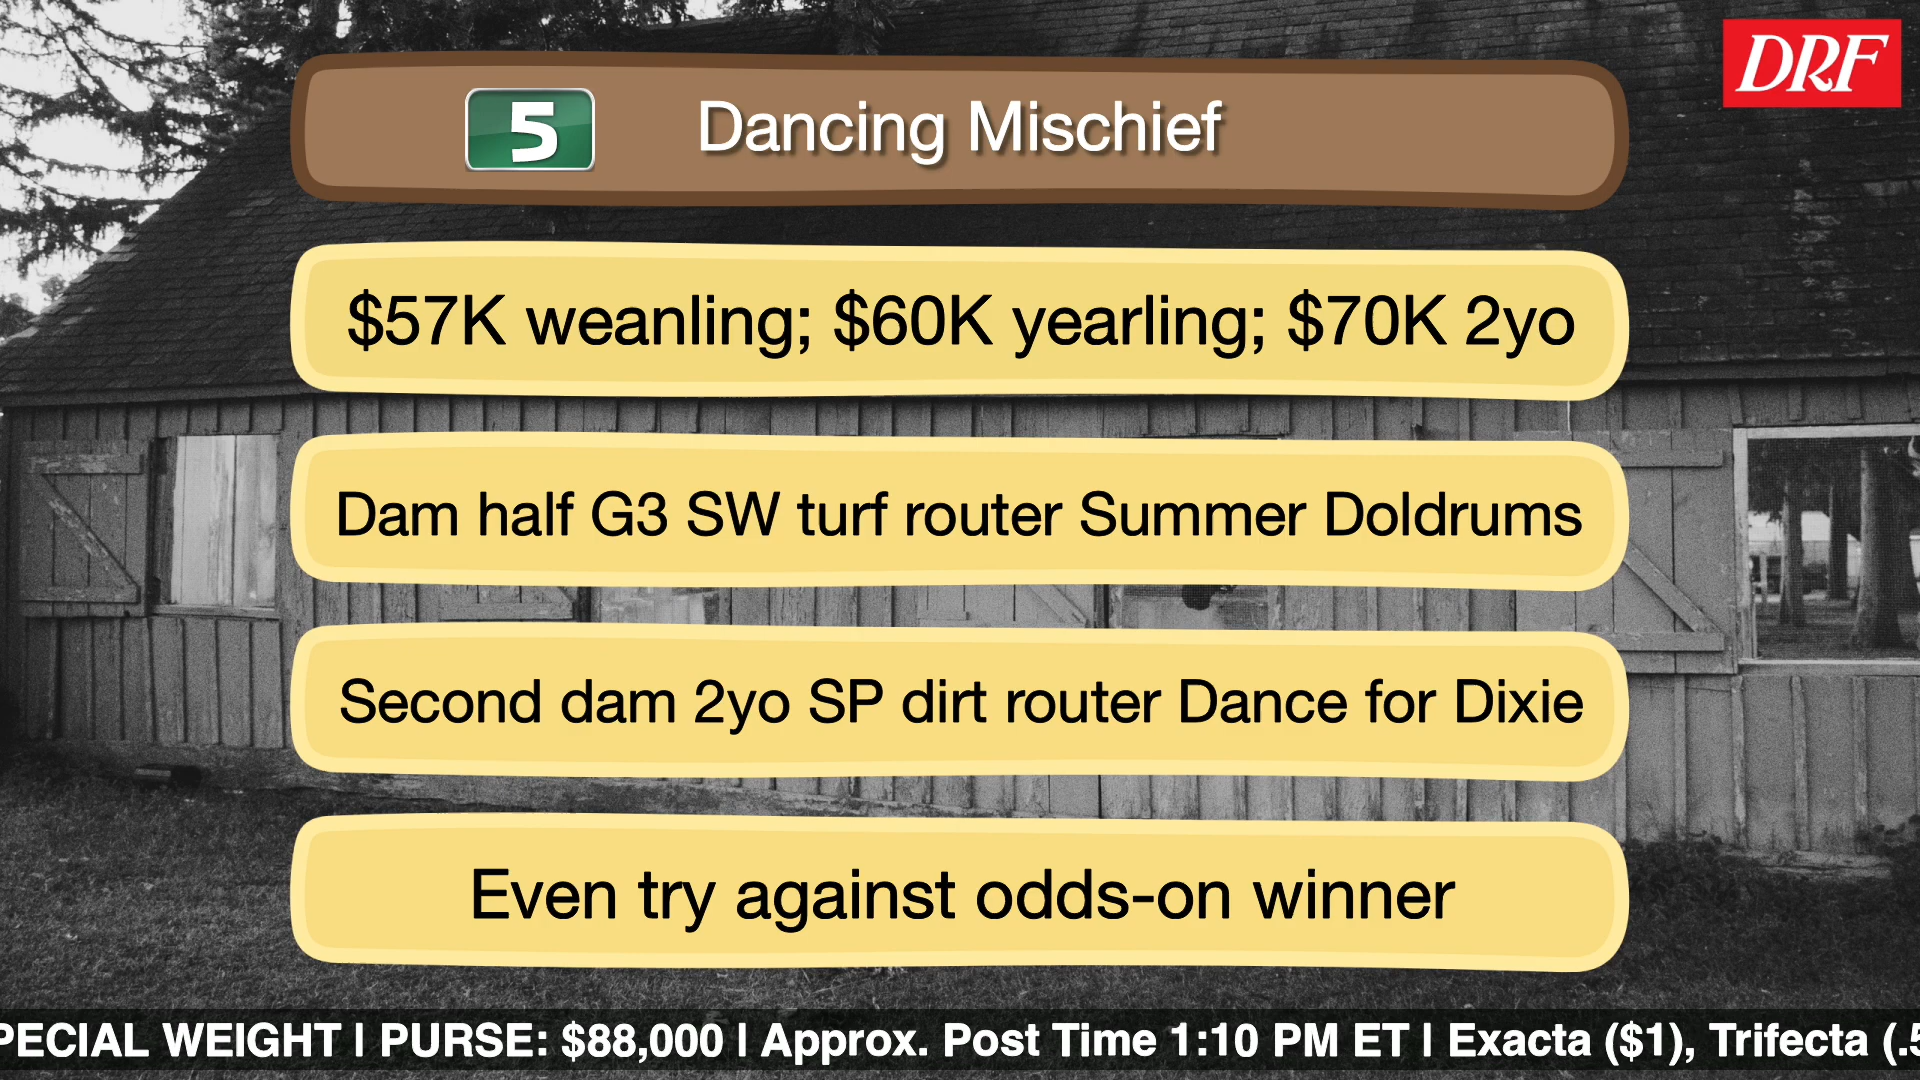 DRF
5 Dancing Mischief
$57K weanling; $60K yearling; $70K 2yo
Dam half G3 SW turf router Summer Doldrums
Second dam 2yo SP dirt router Dance for Dixie
Even try against odds-on winner
PECIAL WEIGHT | PURSE: $88,000 | Approx. Post Time 1:10 PM ET | Exacta ($1), Trifecta (.5